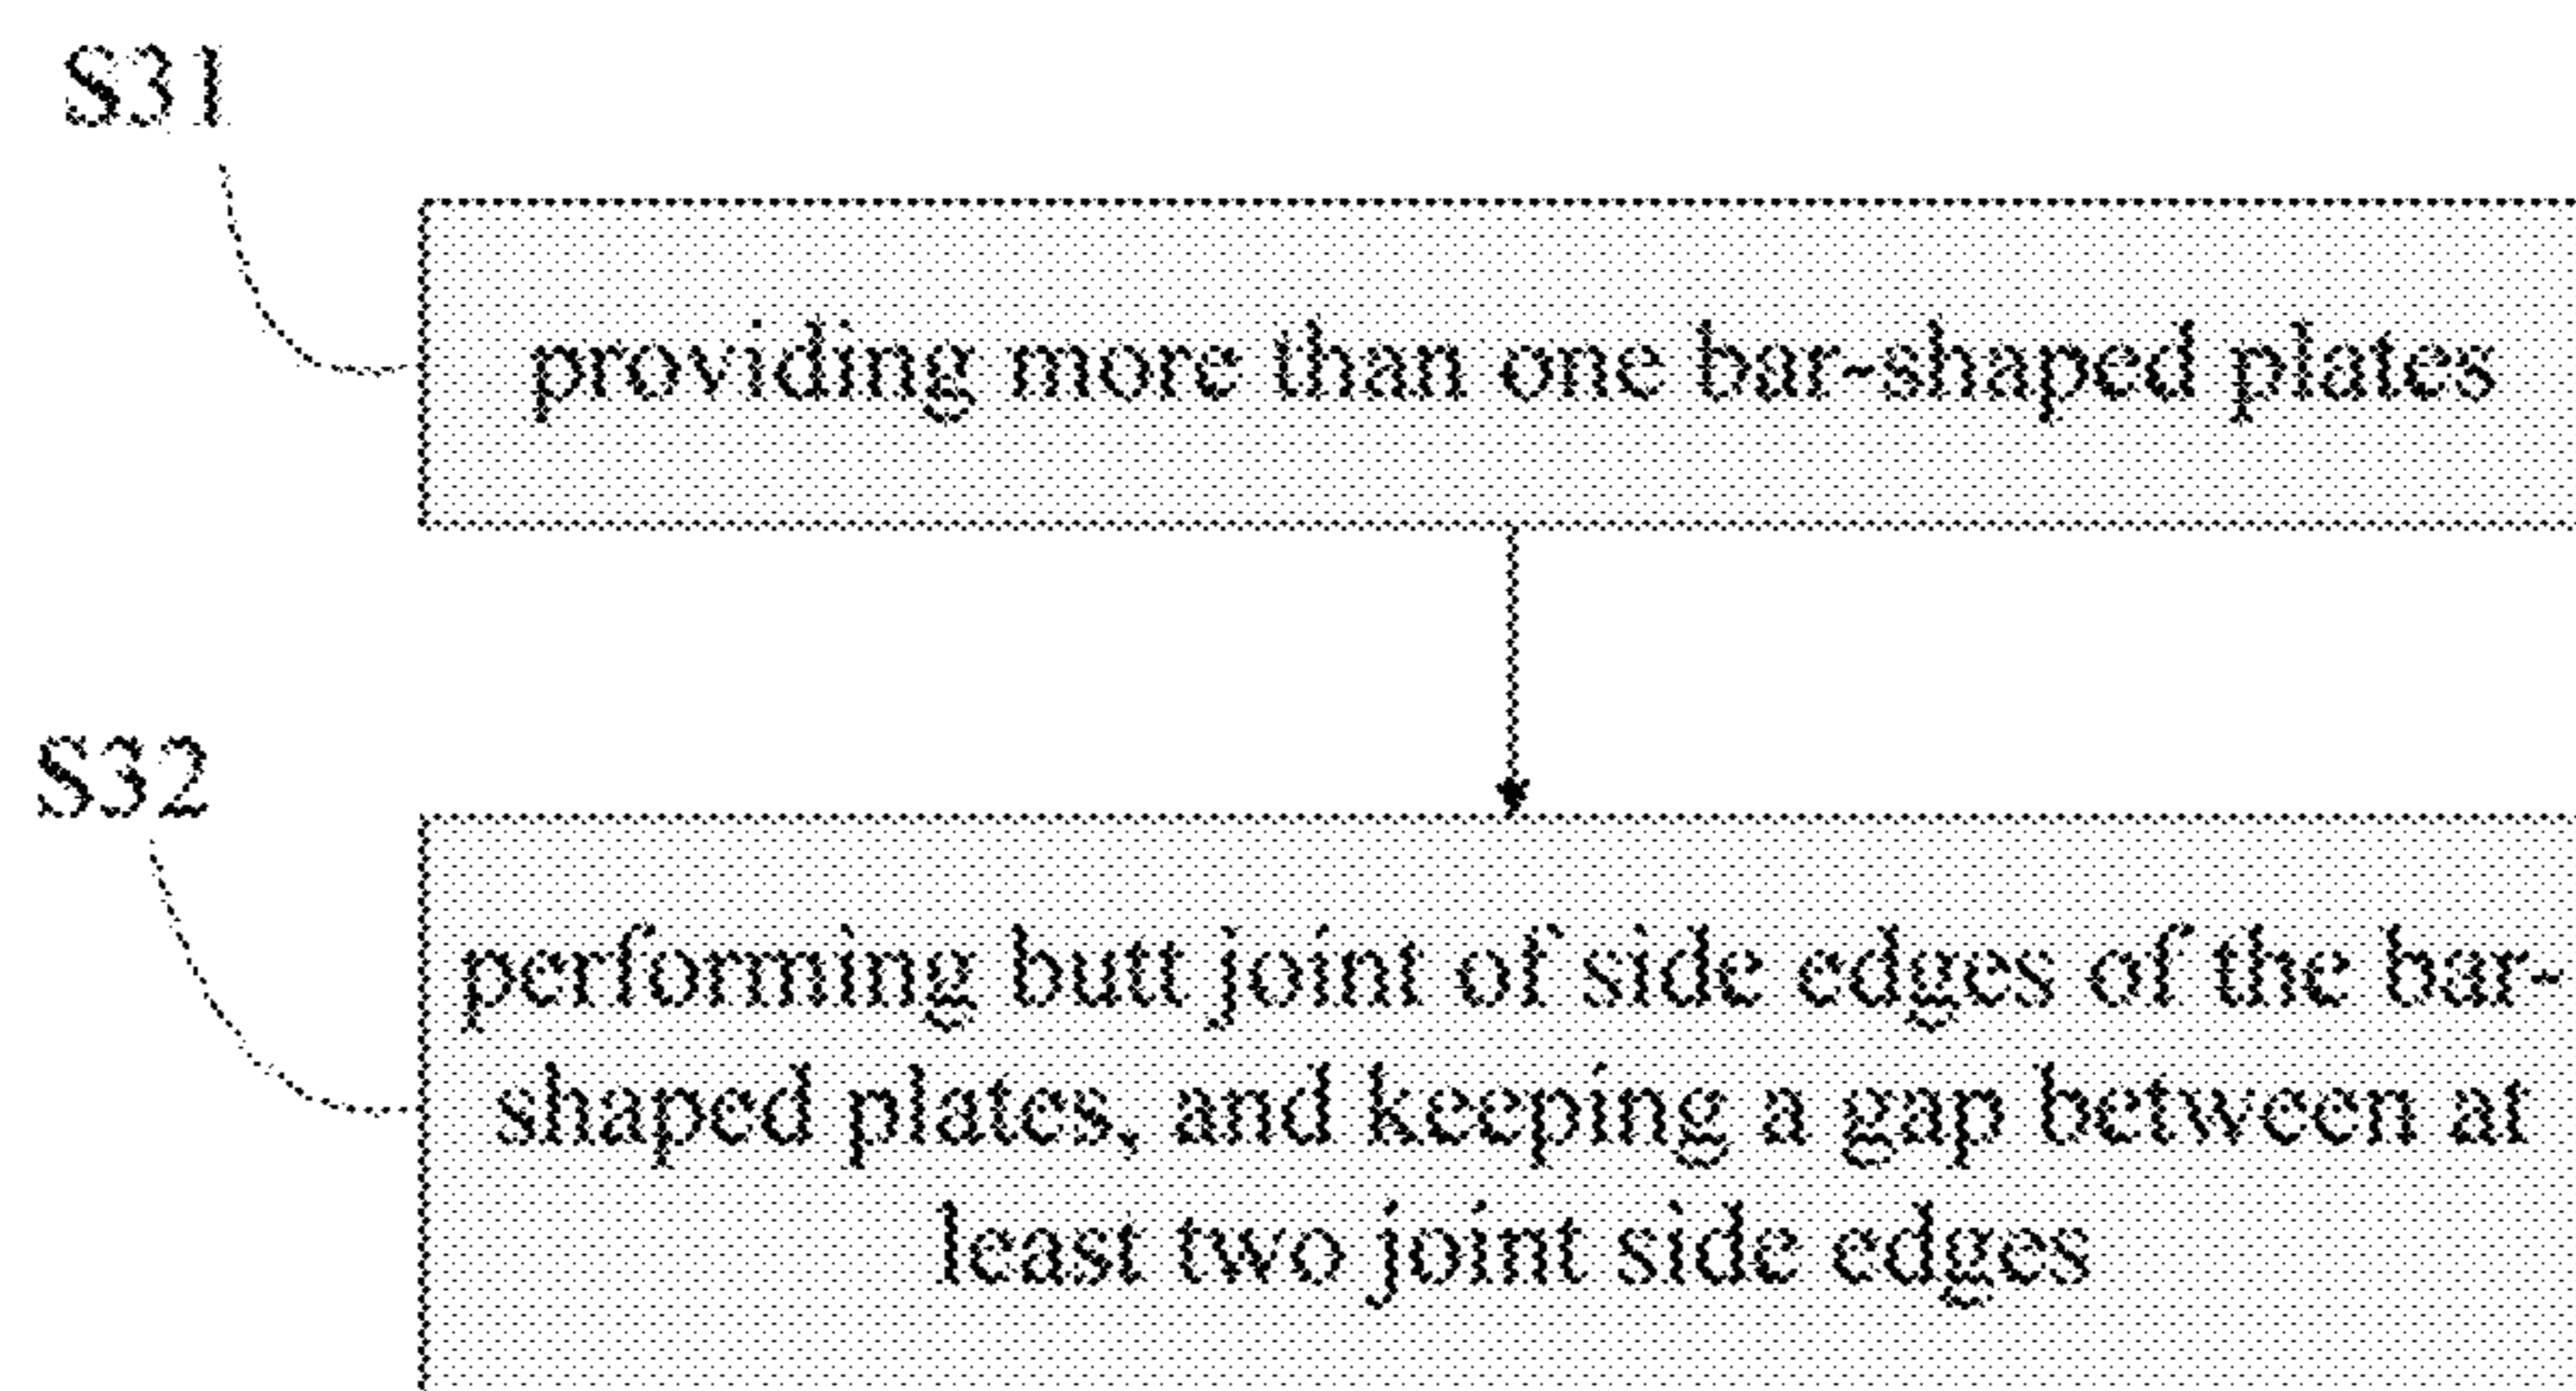 S31
providing more than one bar-shaped plates
S32
performing butt joint of side edges of the bar-
shaped plates, and keeping a gap between at
least two joint side edges